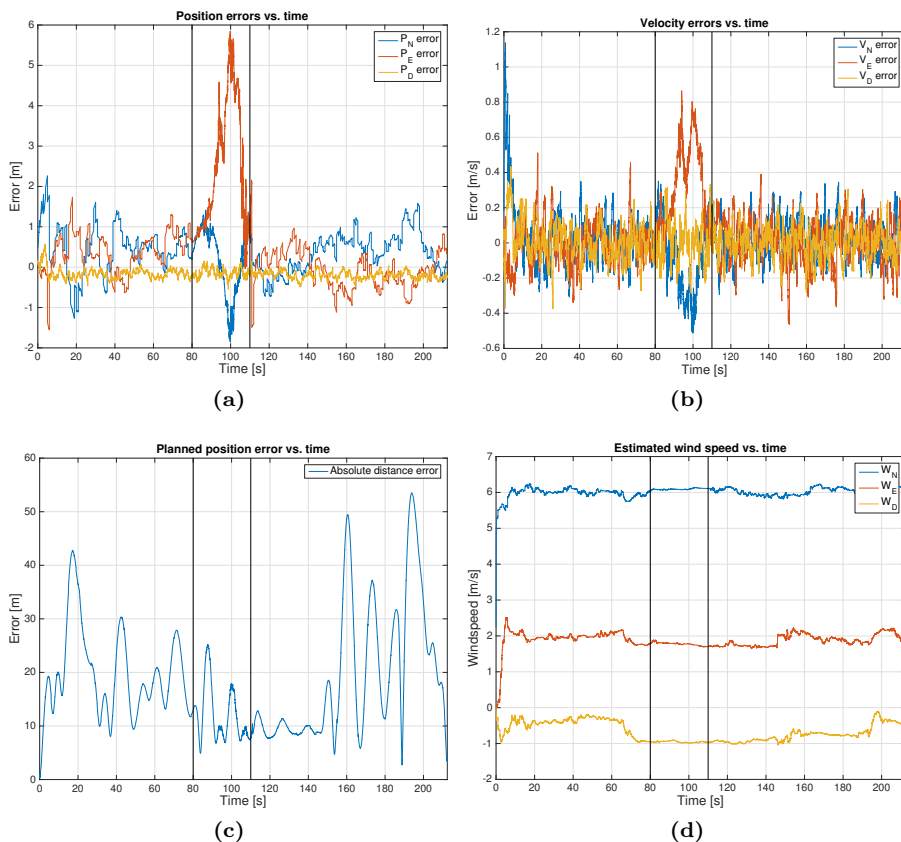 Position errors vs. time
Error [m]
6
5
4
3
2
1
0
-1
-2
P_N error
P_E error
P_D error
0 20 40 60 80 100 120 140 160 180 200
Time [s]
(a)
Velocity errors vs. time
Error [m/s]
1.2
1
0.8
0.6
0.4
0.2
0
-0.2
-0.4
-0.6
V_N error
V_E error
V_D error
0 20 40 60 80 100 120 140 160 180 200
Time [s]
(b)
Planned position error vs. time
Error [m]
60
50
40
30
20
10
0
Absolute distance error
0 20 40 60 80 100 120 140 160 180 200
Time [s]
(c)
Estimated wind speed vs. time
Windspeed [m/s]
7
6
5
4
3
2
1
0
-1
-2
W_N
W_E
W_D
0 20 40 60 80 100 120 140 160 180 200
Time [s]
(d)